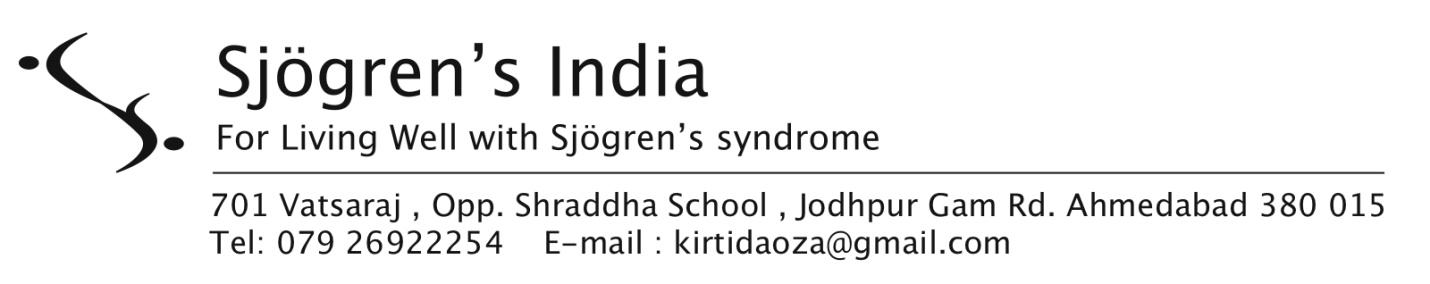 Sjögren’s India
For Living Well with Sjögren’s syndrome
701 Vatsaraj , Opp. Shraddha School , Jodhpur Gam Rd. Ahmedabad 380 015
Tel: 079 26922254 E-mail : kirtidaoza@gmail.com